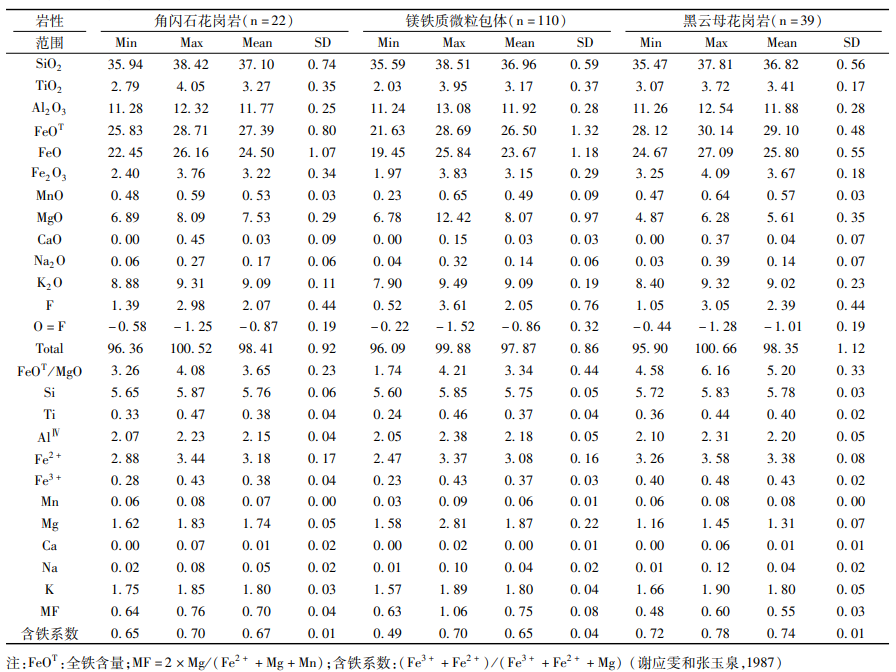 岩性 角闪石花岗岩(n=22) 镁铁质微粒包体(n=110) 黑云母花岗岩(n=39)
范围 Min Max Mean SD Min Max Mean SD Min Max Mean SD
SiO₂ 35.94 38.42 37.10 0.74 35.59 38.51 36.96 0.59 35.47 37.81 36.82 0.56
TiO₂ 2.79 4.05 3.27 0.35 2.03 3.95 3.17 0.37 3.07 3.72 3.41 0.17
Al₂O₃ 11.28 12.32 11.77 0.25 11.24 13.08 11.92 0.28 11.26 12.54 11.88 0.28
FeOᵀ 25.83 28.71 27.39 0.80 21.63 28.69 26.50 1.32 28.12 30.14 29.10 0.48
FeO 22.45 26.16 24.50 1.07 19.45 25.84 23.67 1.18 24.67 27.09 25.80 0.55
Fe₂O₃ 2.40 3.76 3.22 0.34 1.97 3.83 3.15 0.29 3.25 4.09 3.67 0.18
MnO 0.48 0.59 0.53 0.03 0.23 0.65 0.49 0.09 0.47 0.64 0.57 0.03
MgO 6.89 8.09 7.53 0.29 6.78 12.42 8.07 0.97 4.87 6.28 5.61 0.35
CaO 0.00 0.45 0.03 0.09 0.00 0.15 0.03 0.03 0.00 0.37 0.04 0.07
Na₂O 0.06 0.27 0.17 0.06 0.04 0.32 0.14 0.06 0.03 0.39 0.14 0.07
K₂O 8.88 9.31 9.09 0.11 7.90 9.49 9.09 0.19 8.40 9.32 9.02 0.23
F 1.39 2.98 2.07 0.44 0.52 3.61 2.05 0.76 1.05 3.05 2.39 0.44
O=F -0.58 -1.25 -0.87 0.19 -0.22 -1.52 -0.86 0.32 -0.44 -1.28 -1.01 0.19
Total 96.36 100.52 98.41 0.92 96.09 99.88 97.87 0.86 95.90 100.66 98.35 1.12
FeOᵀ/MgO 3.26 4.08 3.65 0.23 1.74 4.21 3.34 0.44 4.58 6.16 5.20 0.33
Si 5.65 5.87 5.76 0.06 5.60 5.85 5.75 0.05 5.72 5.83 5.78 0.03
Ti 0.33 0.47 0.38 0.04 0.24 0.46 0.37 0.04 0.36 0.44 0.40 0.02
Alᴵⱽ 2.07 2.23 2.15 0.04 2.05 2.38 2.18 0.05 2.10 2.31 2.20 0.05
Fe²⁺ 2.88 3.44 3.18 0.17 2.47 3.37 3.08 0.16 3.26 3.58 3.38 0.08
Fe³⁺ 0.28 0.43 0.38 0.04 0.23 0.43 0.37 0.03 0.40 0.48 0.43 0.02
Mn 0.06 0.08 0.07 0.00 0.03 0.09 0.06 0.01 0.06 0.08 0.08 0.00
Mg 1.62 1.83 1.74 0.05 1.58 2.81 1.87 0.22 1.16 1.45 1.31 0.07
Ca 0.00 0.07 0.01 0.02 0.00 0.02 0.00 0.01 0.00 0.06 0.01 0.01
Na 0.02 0.08 0.05 0.02 0.01 0.10 0.04 0.02 0.01 0.12 0.04 0.02
K 1.75 1.85 1.80 0.03 1.57 1.89 1.80 0.04 1.66 1.90 1.80 0.05
MF 0.64 0.76 0.70 0.04 0.63 1.06 0.75 0.08 0.48 0.60 0.55 0.03
含铁系数 0.65 0.70 0.67 0.01 0.49 0.70 0.65 0.04 0.72 0.78 0.74 0.01
注:FeOᵀ:全铁含量;MF=2×Mg/(Fe²⁺+Mg+Mn);含铁系数:(Fe³⁺+Fe²⁺)/(Fe³⁺+Fe²⁺+Mg) (谢应雯和张玉泉,1987)